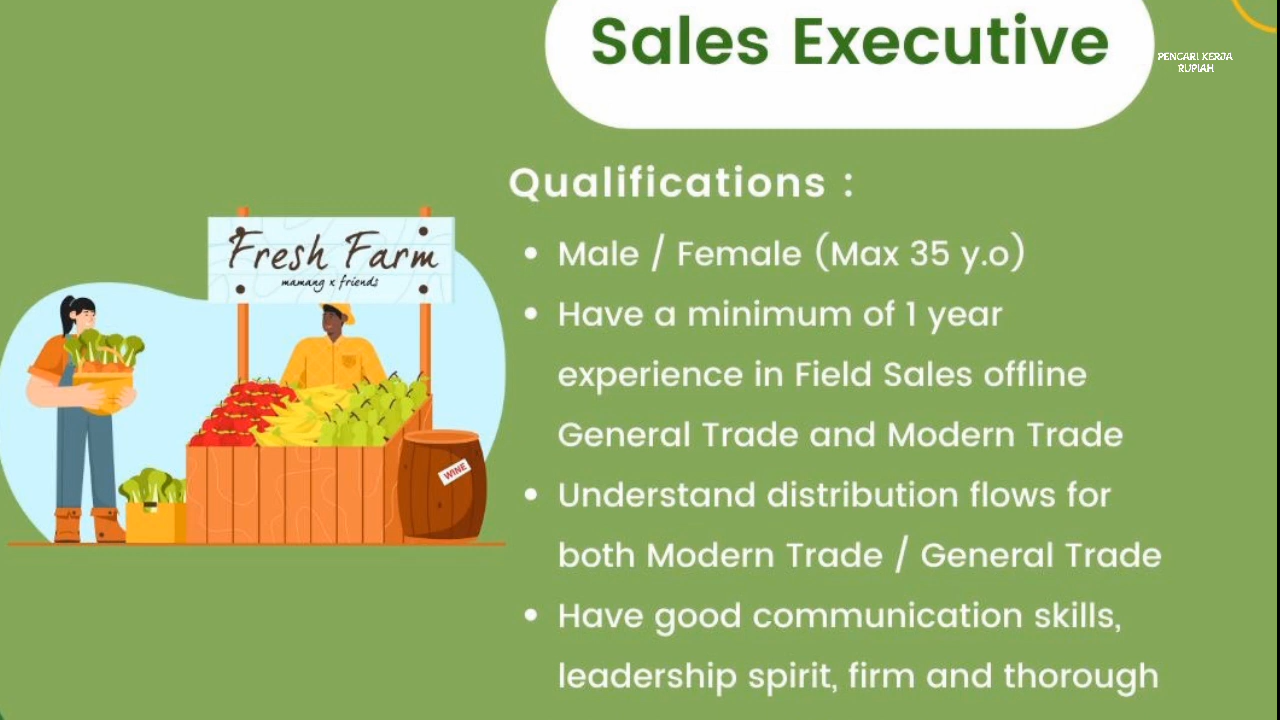 Sales Executive
PENCARI KERJA
RUPIAH
Qualifications :
• Male / Female (Max 35 y.o)
• Have a minimum of 1 year
experience in Field Sales offline
General Trade and Modern Trade
• Understand distribution flows for
both Modern Trade / General Trade
• Have good communication skills,
leadership spirit, firm and thorough
Fresh Farm
mamang x friends
WINE